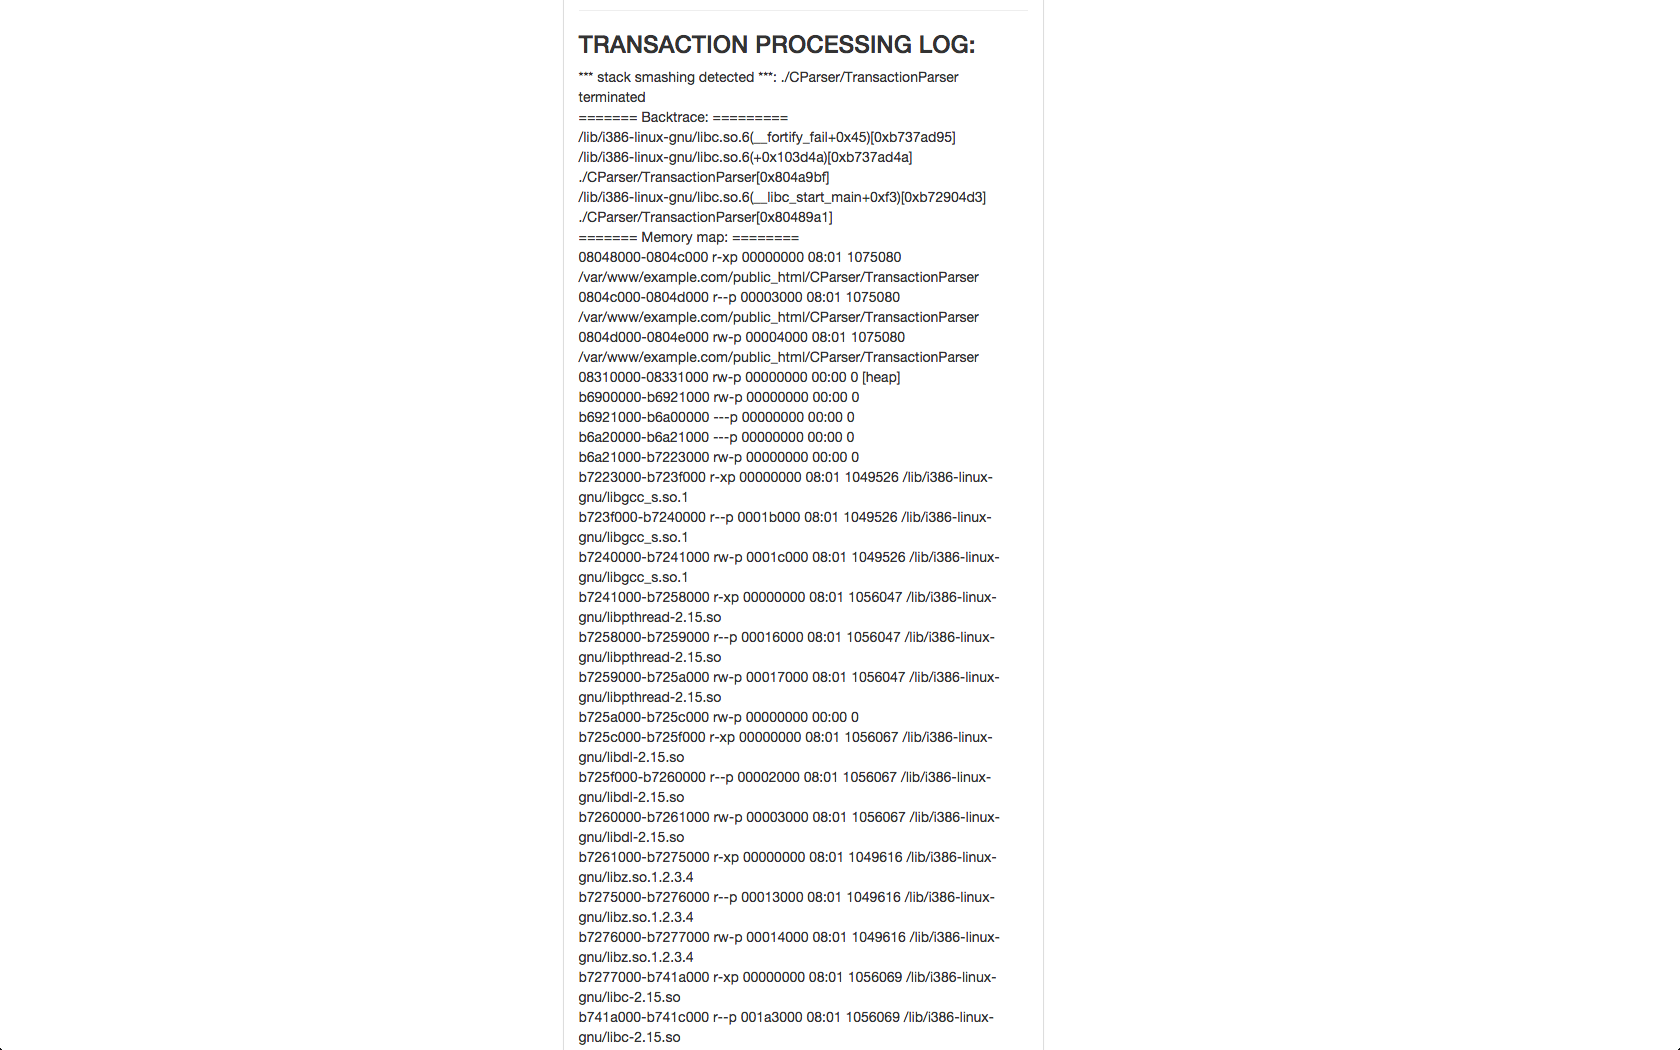 TRANSACTION PROCESSING LOG:
*** stack smashing detected ***: ./CParser/TransactionParser
terminated
======= Backtrace: =========
/lib/i386-linux-gnu/libc.so.6(__fortify_fail+0x45)[0xb737ad95]
/lib/i386-linux-gnu/libc.so.6(+0x103d4a)[0xb737ad4a]
./CParser/TransactionParser[0x804a9bf]
/lib/i386-linux-gnu/libc.so.6(__libc_start_main+0xf3)[0xb72904d3]
./CParser/TransactionParser[0x80489a1]
======= Memory map: ========
08048000-0804c000 r-xp 00000000 08:01 1075080
/var/www/example.com/public_html/CParser/TransactionParser
0804c000-0804d000 r--p 00003000 08:01 1075080
/var/www/example.com/public_html/CParser/TransactionParser
0804d000-0804e000 rw-p 00004000 08:01 1075080
/var/www/example.com/public_html/CParser/TransactionParser
08310000-08331000 rw-p 00000000 00:00 0 [heap]
b6900000-b6921000 rw-p 00000000 00:00 0
b6921000-b6a00000 ---p 00000000 00:00 0
b6a20000-b6a21000 ---p 00000000 00:00 0
b6a21000-b7223000 rw-p 00000000 00:00 0
b7223000-b723f000 r-xp 00000000 08:01 1049526 /lib/i386-linux-
gnu/libgcc_s.so.1
b723f000-b7240000 r--p 0001b000 08:01 1049526 /lib/i386-linux-
gnu/libgcc_s.so.1
b7240000-b7241000 rw-p 0001c000 08:01 1049526 /lib/i386-linux-
gnu/libgcc_s.so.1
b7241000-b7258000 r-xp 00000000 08:01 1056047 /lib/i386-linux-
gnu/libpthread-2.15.so
b7258000-b7259000 r--p 00016000 08:01 1056047 /lib/i386-linux-
gnu/libpthread-2.15.so
b7259000-b725a000 rw-p 00017000 08:01 1056047 /lib/i386-linux-
gnu/libpthread-2.15.so
b725a000-b725c000 rw-p 00000000 00:00 0
b725c000-b725f000 r-xp 00000000 08:01 1056067 /lib/i386-linux-
gnu/libdl-2.15.so
b725f000-b7260000 r--p 00002000 08:01 1056067 /lib/i386-linux-
gnu/libdl-2.15.so
b7260000-b7261000 rw-p 00003000 08:01 1056067 /lib/i386-linux-
gnu/libdl-2.15.so
b7261000-b7275000 r-xp 00000000 08:01 1049616 /lib/i386-linux-
gnu/libz.so.1.2.3.4
b7275000-b7276000 r--p 00013000 08:01 1049616 /lib/i386-linux-
gnu/libz.so.1.2.3.4
b7276000-b7277000 rw-p 00014000 08:01 1049616 /lib/i386-linux-
gnu/libz.so.1.2.3.4
b7277000-b741a000 r-xp 00000000 08:01 1056069 /lib/i386-linux-
gnu/libc-2.15.so
b741a000-b741c000 r--p 001a3000 08:01 1056069 /lib/i386-linux-
gnu/libc-2.15.so